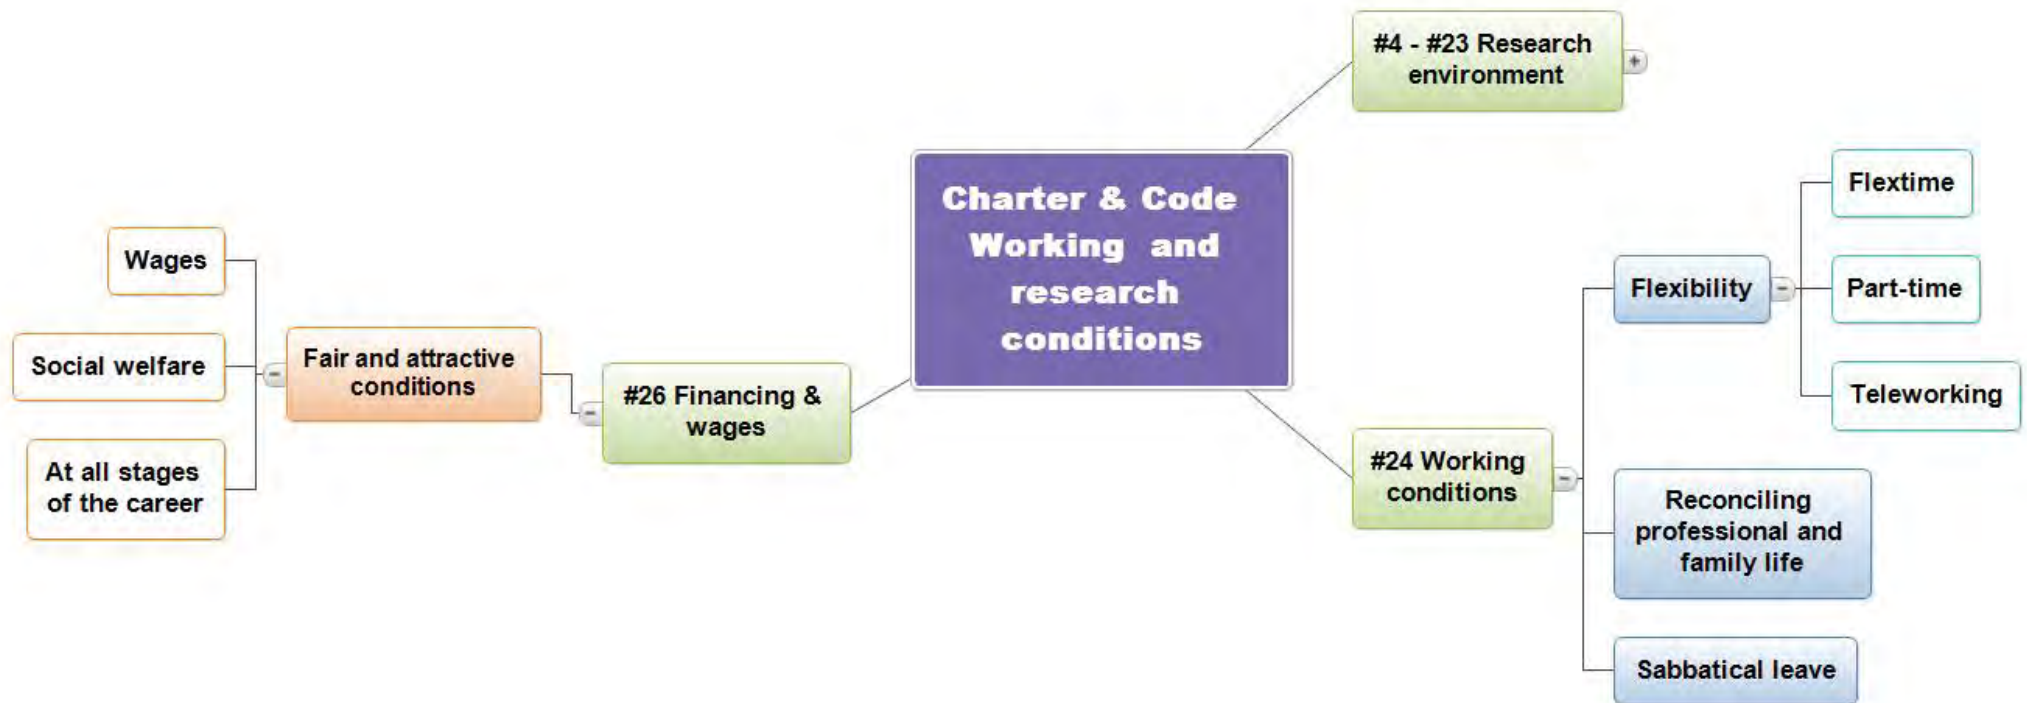 #4 - #23 Research
environment
Charter & Code
Working and
research
conditions
Flextime
Part-time
Teleworking
Flexibility
#24 Working
conditions
Reconciling
professional and
family life
Sabbatical leave
#26 Financing &
wages
Fair and attractive
conditions
Wages
Social welfare
At all stages
of the career